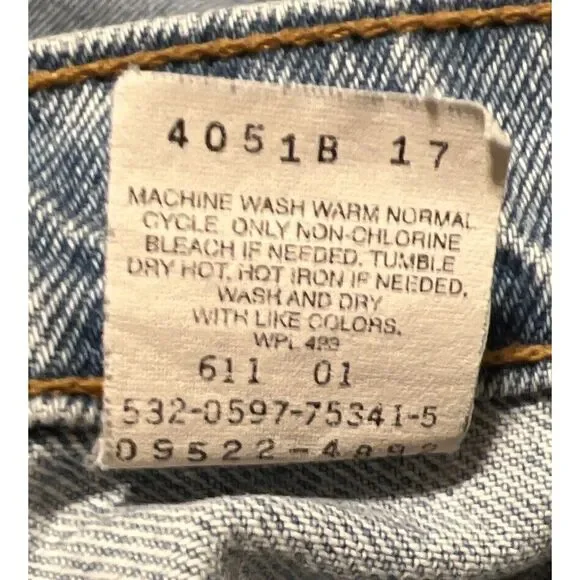 4051B 17
MACHINE WASH WARM NORMAL
CYCLE. ONLY NON-CHLORINE
BLEACH IF NEEDED. TUMBLE
DRY HOT. HOT IRON IF NEEDED.
WASH AND DRY
WITH LIKE COLORS.
WPL 423
611 01
532-0597-75341-5